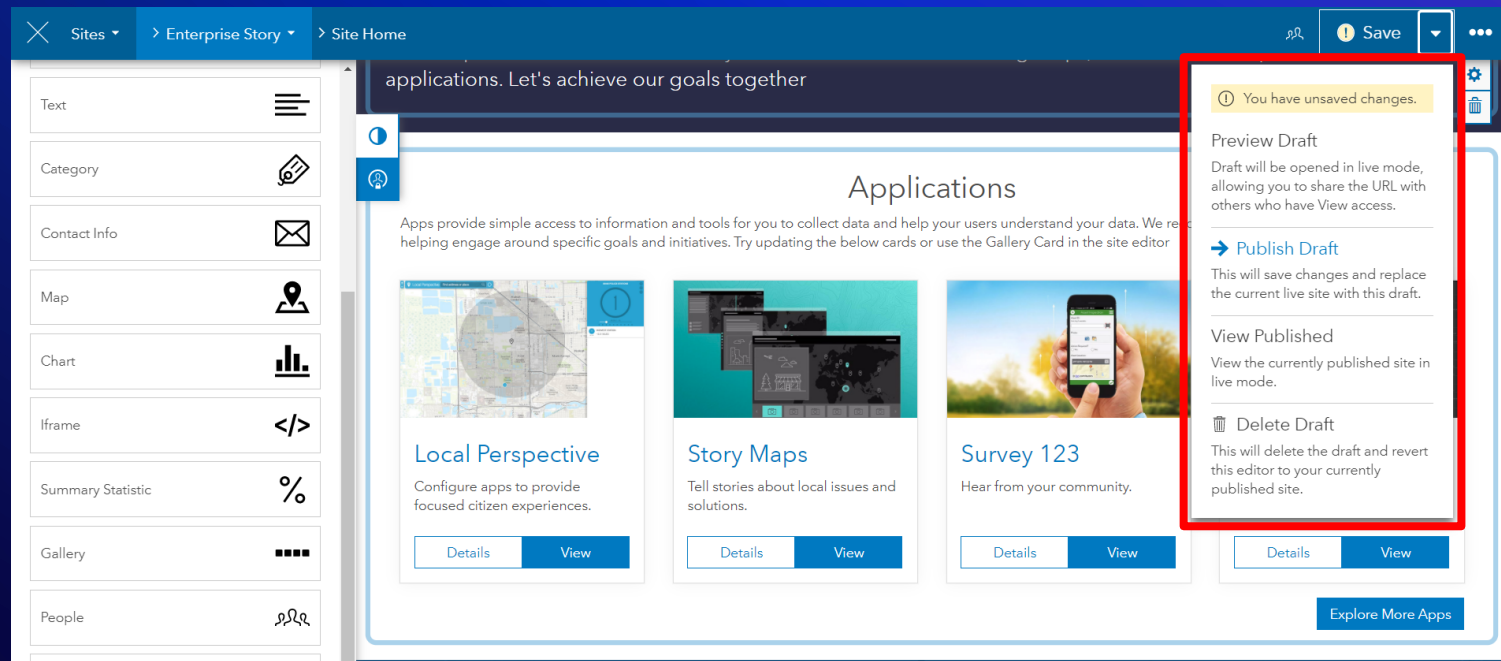 Sites
> Enterprise Story
> Site Home
Save
applications. Let's achieve our goals together
Text
Category
Contact Info
Map
Chart
Iframe
Summary Statistic
Gallery
People
Applications
Apps provide simple access to information and tools for you to collect data and help your users understand your data. We
helping engage around specific goals and initiatives. Try updating the below cards or use the Gallery Card in the site editor
Local Perspective
Configure apps to provide
focused citizen experiences.
Details View
Story Maps
Tell stories about local issues and
solutions.
Details View
Survey 123
Hear from your community.
Details View
Details View
Explore More Apps
You have unsaved changes.
Preview Draft
Draft will be opened in live mode,
allowing you to share the URL with
others who have View access.
Publish Draft
This will save changes and replace
the current live site with this draft.
View Published
View the currently published site in
live mode.
Delete Draft
This will delete the draft and revert
this editor to your currently
published site.